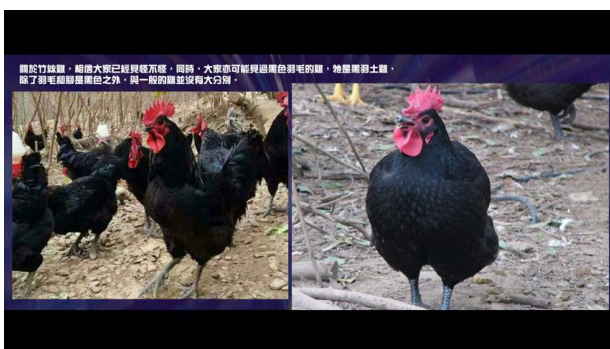 關於竹絲雞，相信大家已經見怪不怪，同時，大家亦可能見過黑色羽毛的雞，牠是黑羽土雞，
除了羽毛和腳是黑色之外，與一般的雞並沒有大分別。